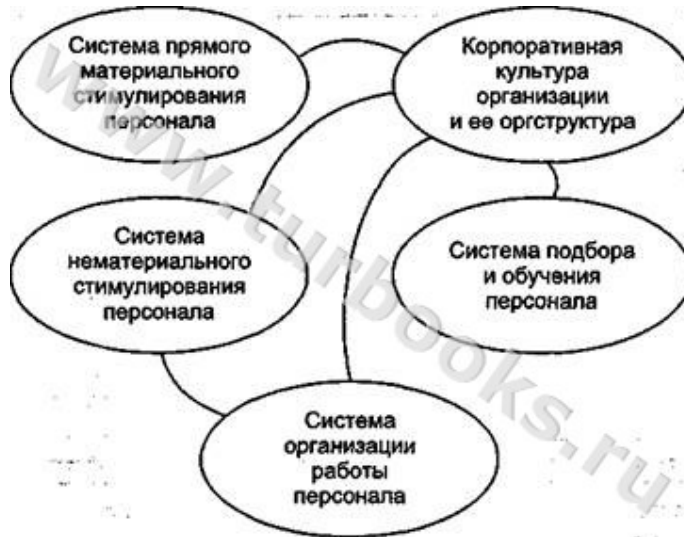 Система прямого
материального
стимулирования
персонала
Корпоративная
культура
организации
и ее оргструктура
Система
нематериального
стимулирования
персонала
Система подбора
и обучения
персонала
Система
организации
работы
персонала
www.turbooks.ru